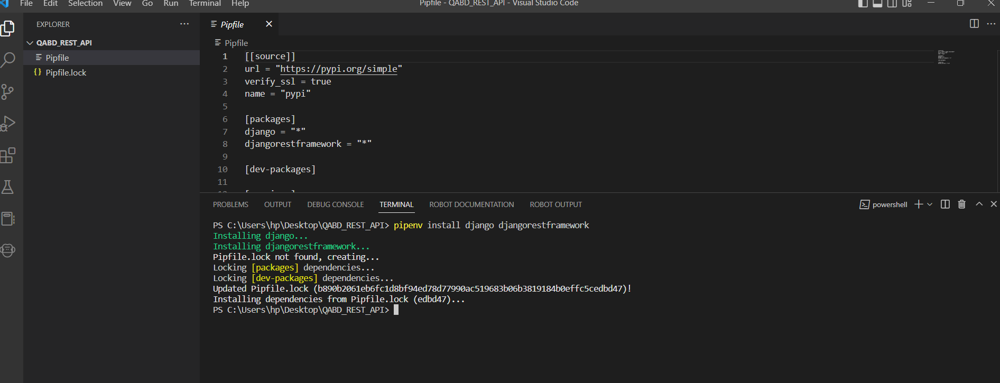 File Edit Selection View Go Run Terminal Help
Pipfile - QABD_REST_API - Visual Studio Code
EXPLORER
QABD_REST_API
Pipfile
{} Pipfile.lock
Pipfile
Pipfile
1 [[source]]
2 url = "https://pypi.org/simple"
3 verify_ssl = true
4 name = "pypi"
5
6 [packages]
7 django = "*"
8 djangorestframework = "*"
9
10 [dev-packages]
11
PROBLEMS OUTPUT DEBUG CONSOLE TERMINAL ROBOT DOCUMENTATION ROBOT OUTPUT
powershell
PS C:\Users\hp\Desktop\QABD_REST_API> pipenv install django djangorestframework
Installing django...
Installing djangorestframework...
Pipfile.lock not found, creating...
Locking [packages] dependencies...
Locking [dev-packages] dependencies...
Updated Pipfile.lock (b890b2061eb6fc1d8bf94ed78d77990ac519683b06b3819184b0effc5cedbd47)!
Installing dependencies from Pipfile.lock (edbd47)...
PS C:\Users\hp\Desktop\QABD_REST_API>